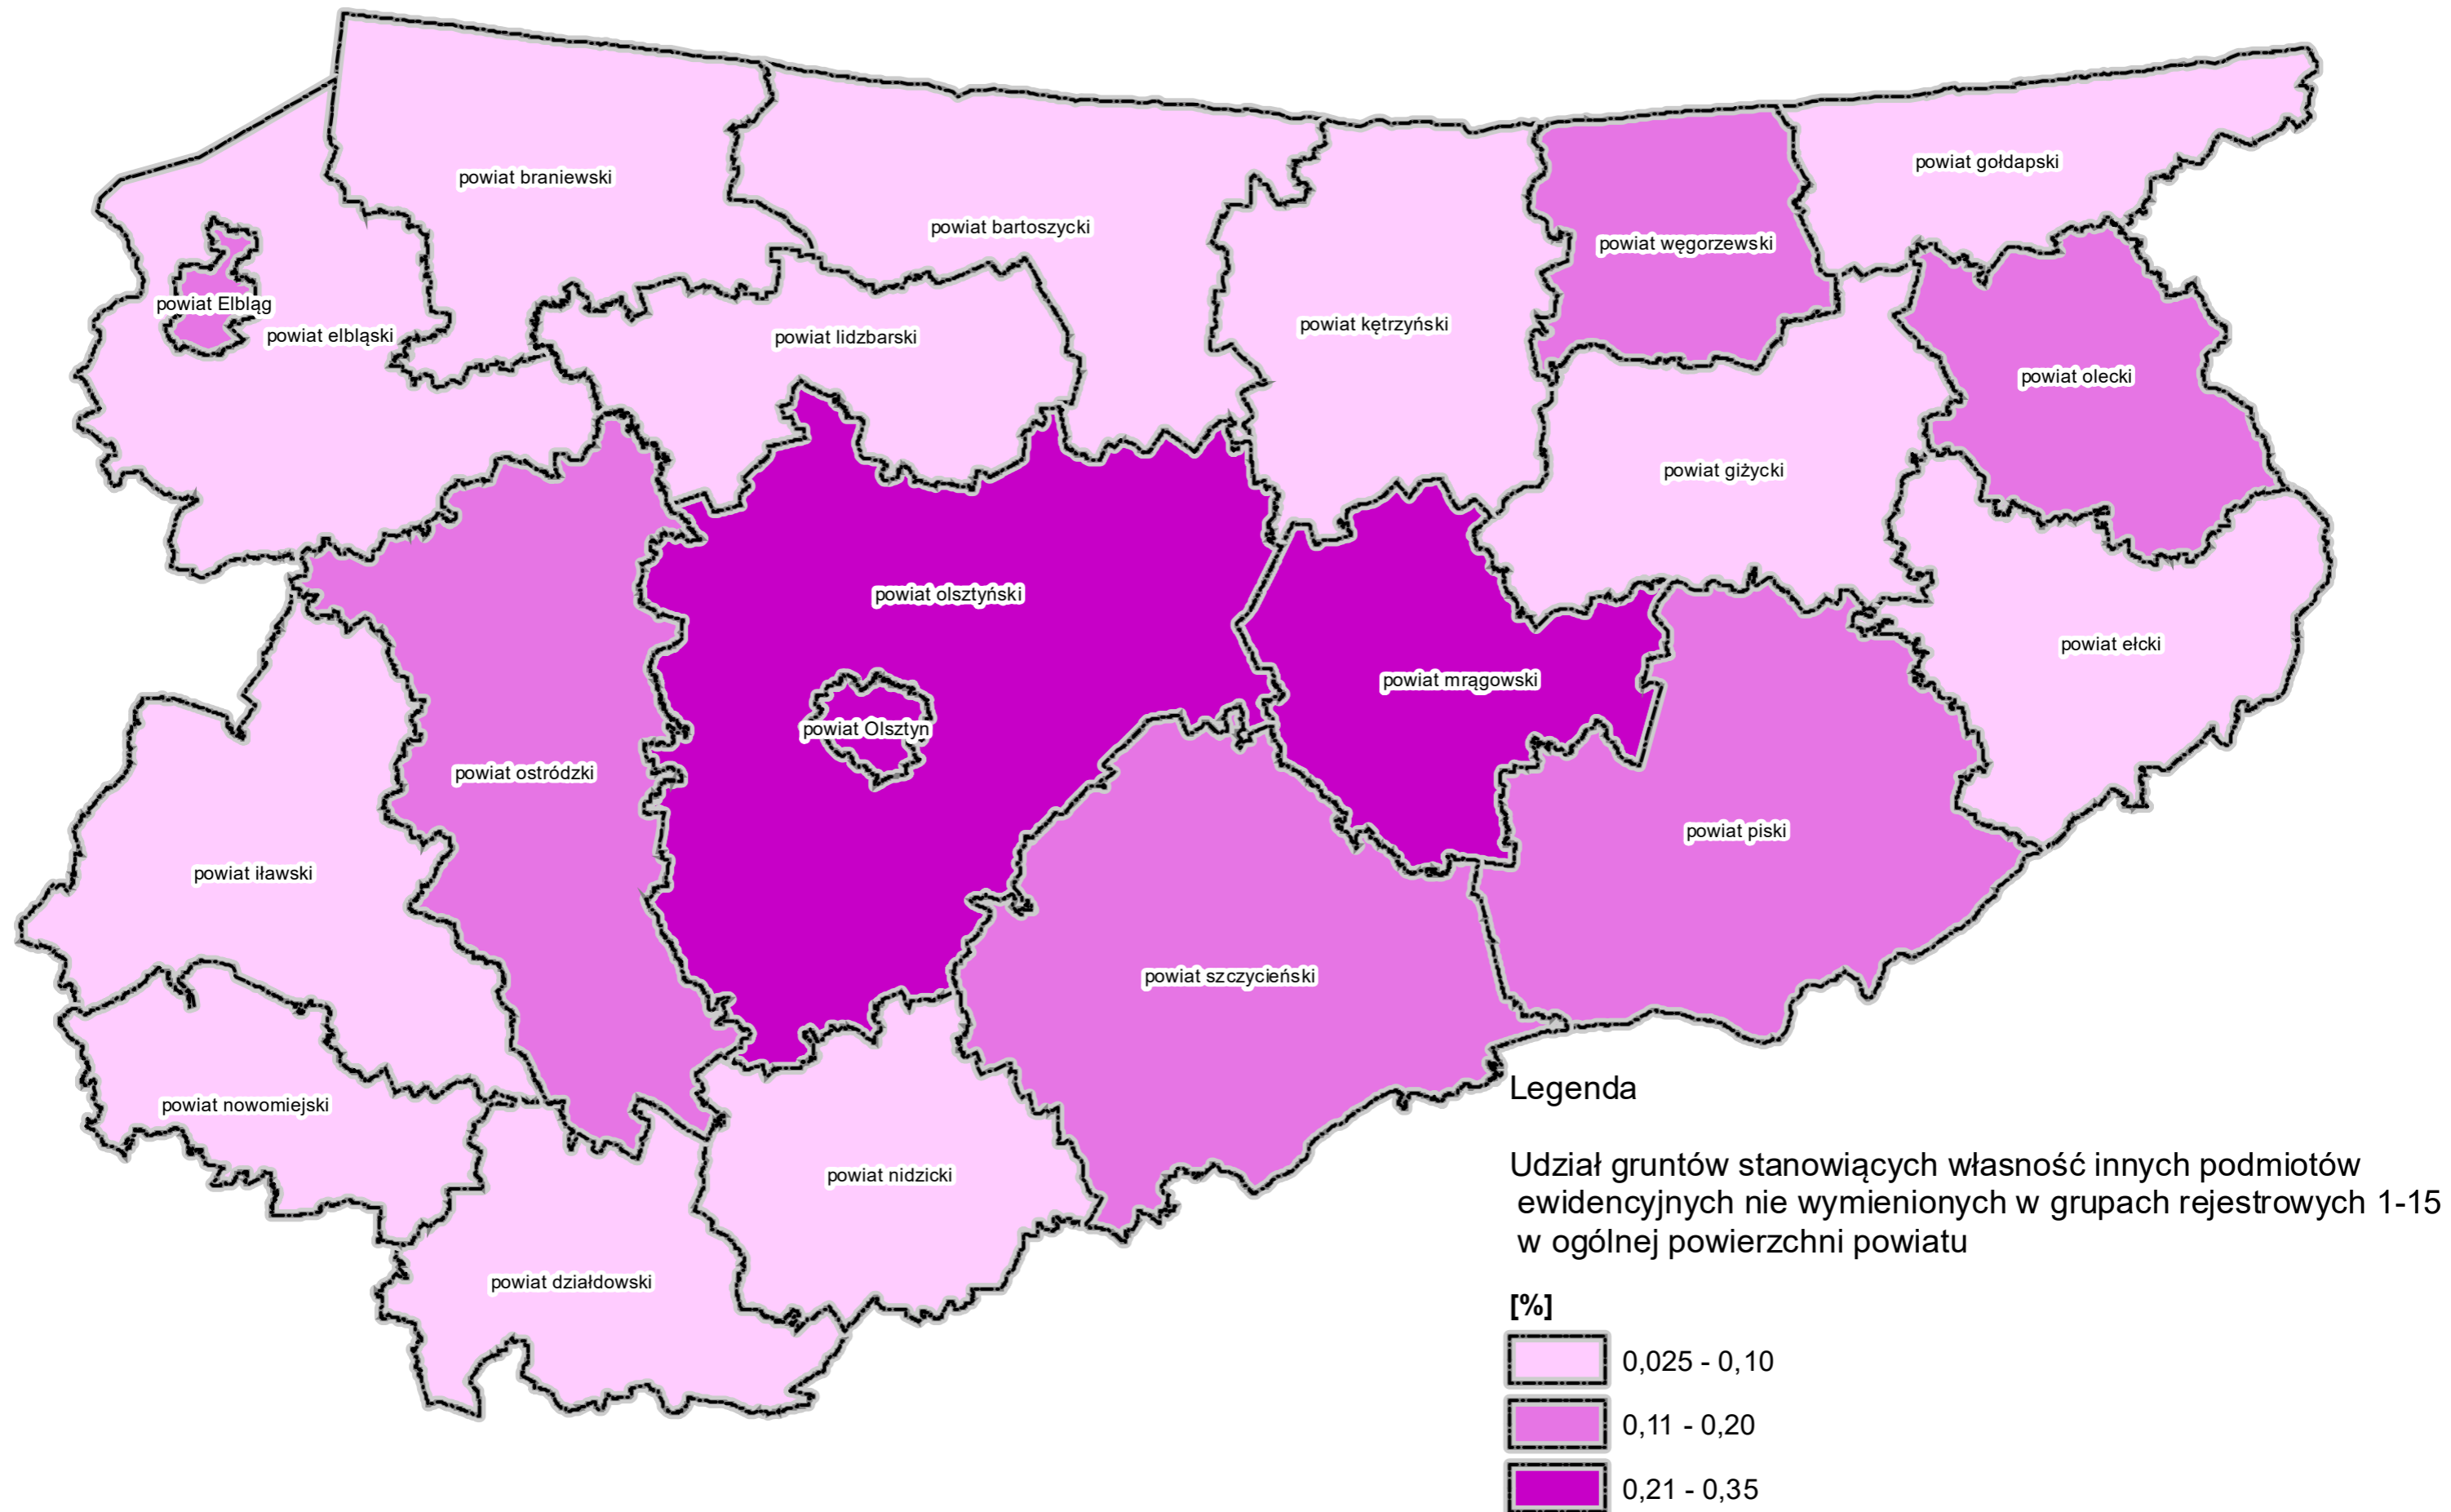 powiat gołdapski
powiat braniewski
powiat bartoszycki
powiat węgorzewski
powiat Elbląg
powiat elbląski
powiat lidzbarski
powiat kętrzyński
powiat olecki
powiat giżycki
powiat olsztyński
powiat ełcki
powiat mrągowski
powiat Olsztyn
powiat ostródzki
powiat piski
powiat iławski
powiat szczycieński
powiat nowomiejski
powiat nidzicki
powiat działdowski
Legenda
Udział gruntów stanowiących własność innych podmiotów
ewidencyjnych nie wymienionych w grupach rejestrowych 1-15
w ogólnej powierzchni powiatu
[%]
0,025 - 0,10
0,11 - 0,20
0,21 - 0,35